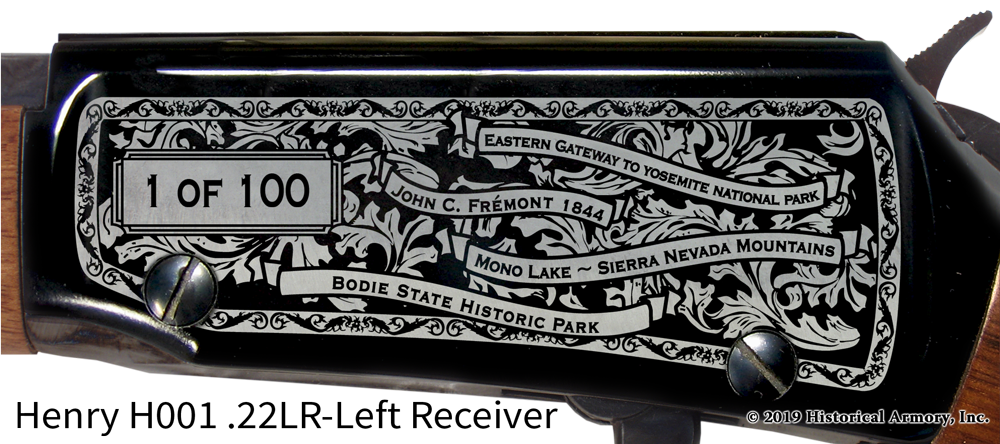 EASTERN GATEWAY TO YOSEMITE NATIONAL PARK
1 OF 100
JOHN C. FRÉMONT 1844
MONO LAKE ~ SIERRA NEVADA MOUNTAINS
BODIE STATE HISTORIC PARK
Henry H001 .22LR-Left Receiver
© 2019 Historical Armory, Inc.